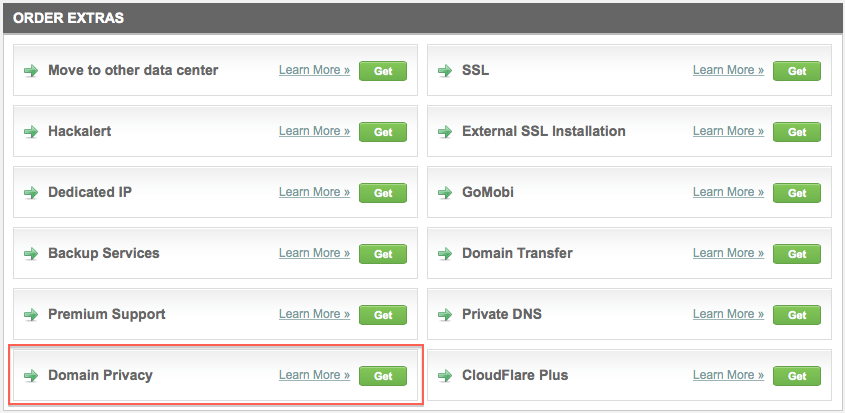 ORDER EXTRAS
Move to other data center Learn More » Get
SSL Learn More » Get
Hackalert Learn More » Get
External SSL Installation Learn More » Get
Dedicated IP Learn More » Get
GoMobi Learn More » Get
Backup Services Learn More » Get
Domain Transfer Learn More » Get
Premium Support Learn More » Get
Private DNS Learn More » Get
Domain Privacy Learn More » Get
CloudFlare Plus Learn More » Get